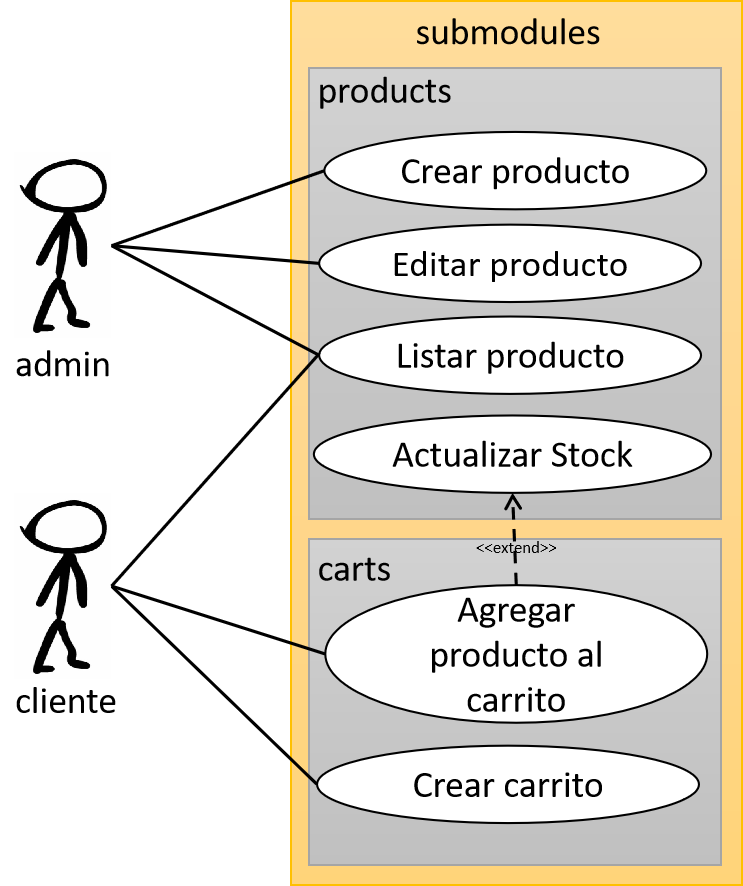 submodules
products
Crear producto
Editar producto
Listar producto
admin
Actualizar Stock
<<extend>>
carts
Agregar
producto al
carrito
cliente
Crear carrito